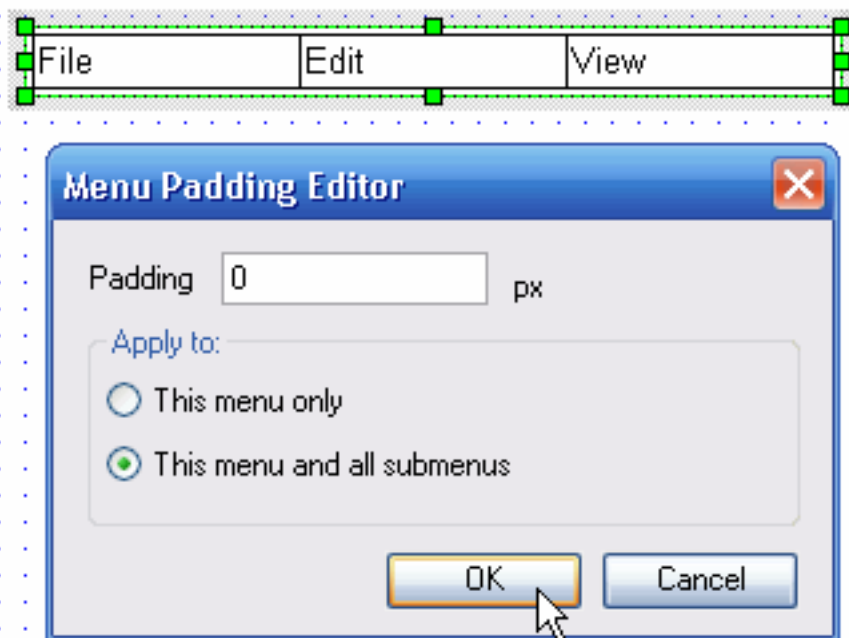 File Edit View
Menu Padding Editor
Padding 0 px
Apply to:
This menu only
This menu and all submenus
OK Cancel